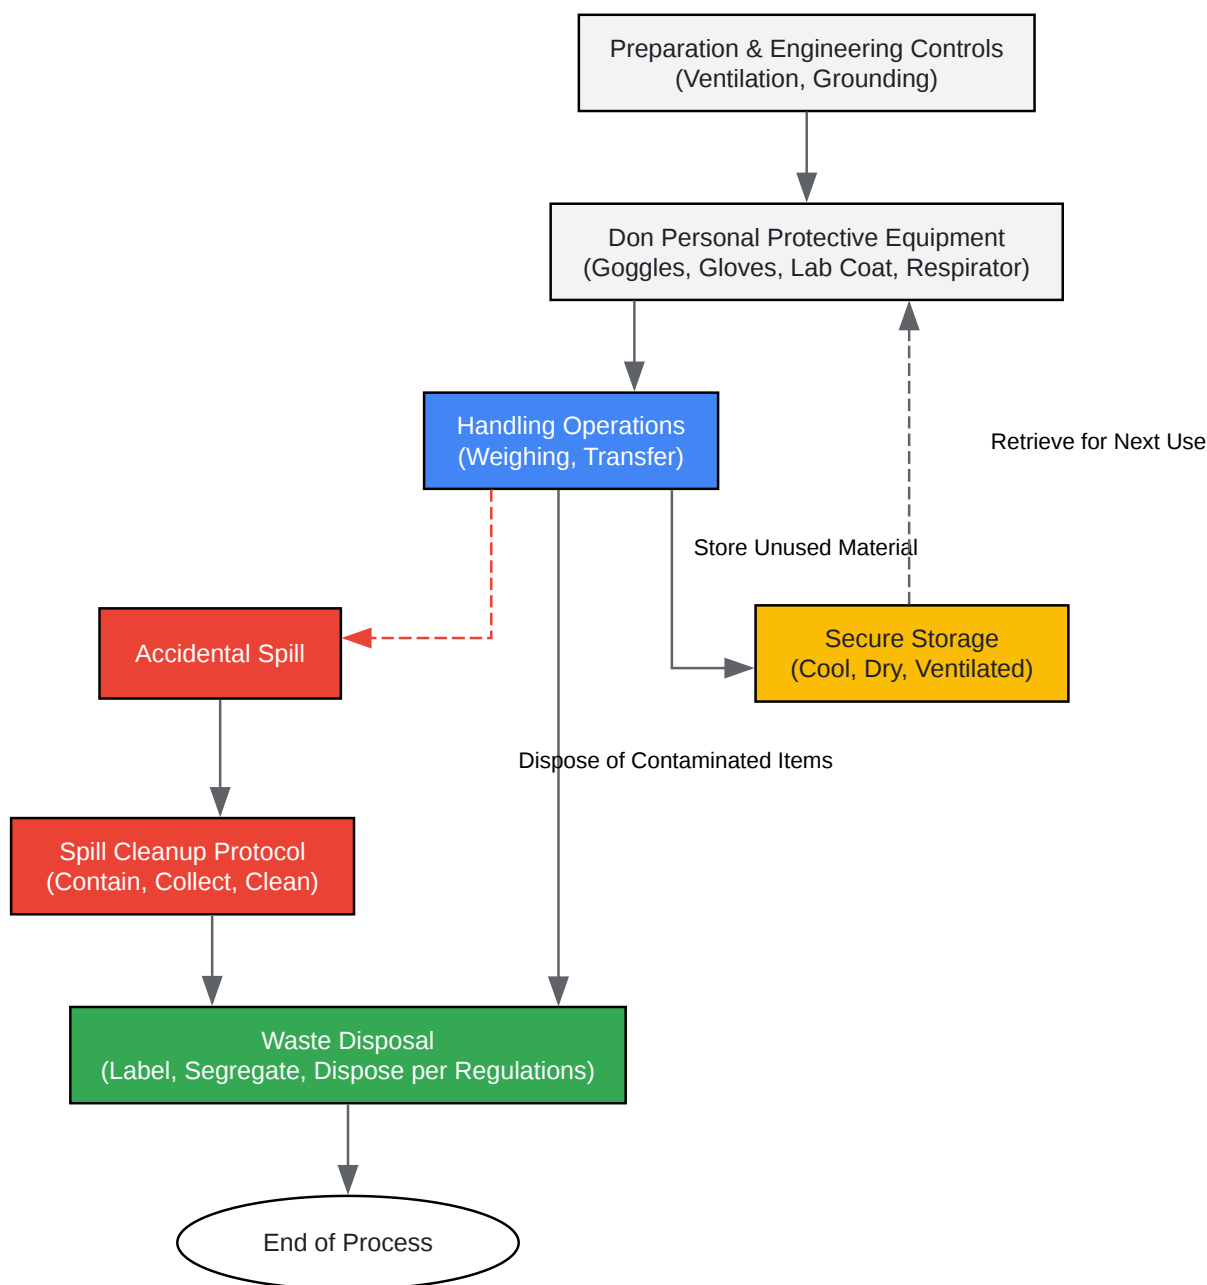 Preparation & Engineering Controls
(Ventilation, Grounding)
Don Personal Protective Equipment
(Goggles, Gloves, Lab Coat, Respirator)
Handling Operations
(Weighing, Transfer)
Retrieve for Next Use
Store Unused Material
Accidental Spill
Secure Storage
(Cool, Dry, Ventilated)
Dispose of Contaminated Items
Spill Cleanup Protocol
(Contain, Collect, Clean)
Waste Disposal
(Label, Segregate, Dispose per Regulations)
End of Process